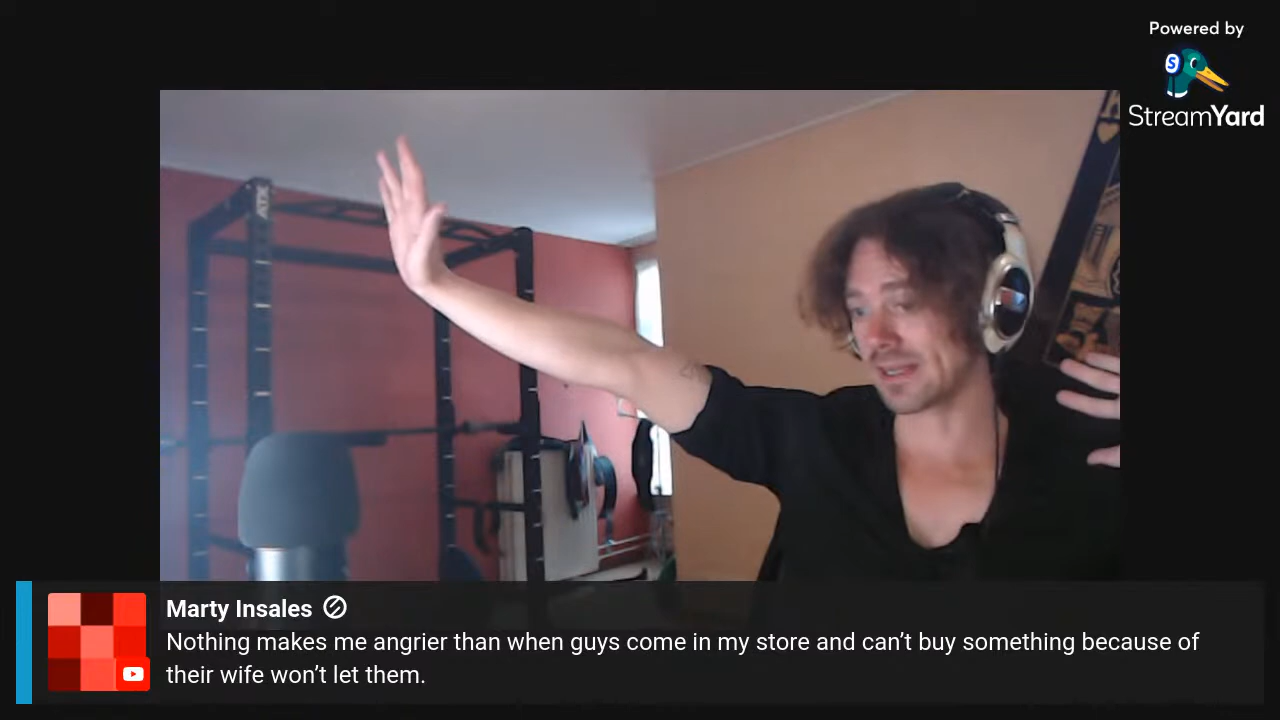 Powered by
S
StreamYard
ATX
Marty Insales
Nothing makes me angrier than when guys come in my store and can’t buy something because of
their wife won’t let them.